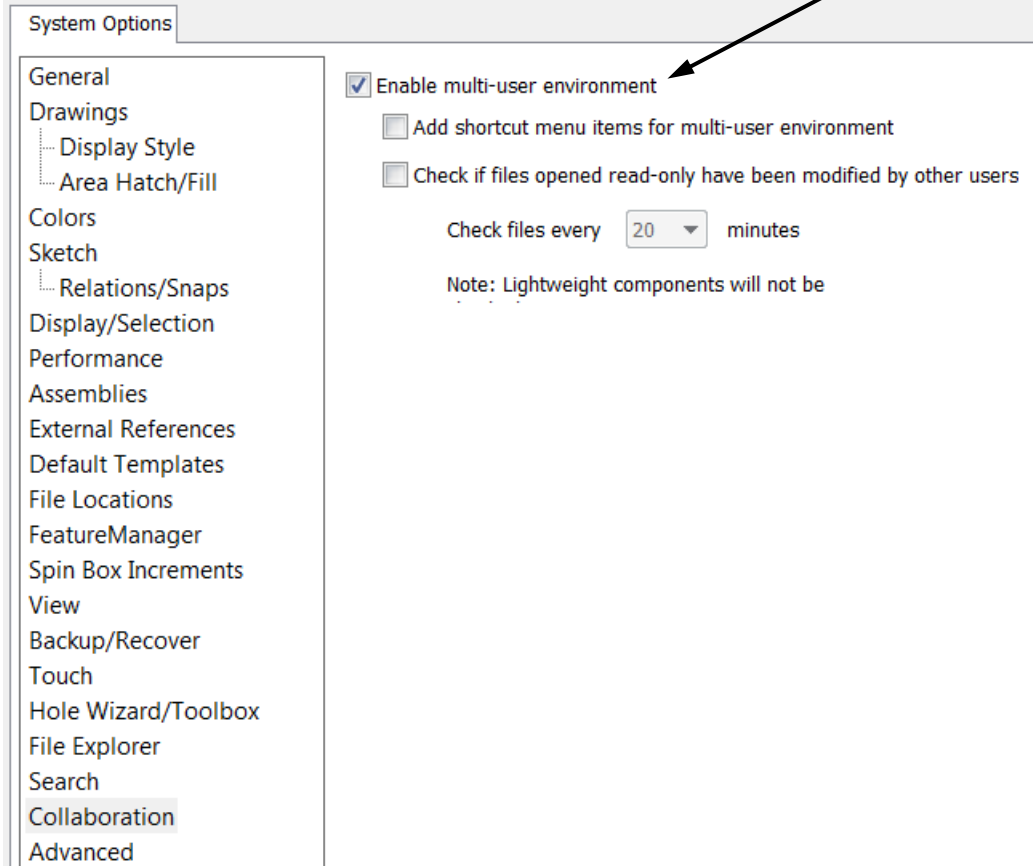 System Options
General
Drawings
Display Style
Area Hatch/Fill
Colors
Sketch
Relations/Snaps
Display/Selection
Performance
Assemblies
External References
Default Templates
File Locations
FeatureManager
Spin Box Increments
View
Backup/Recover
Touch
Hole Wizard/Toolbox
File Explorer
Search
Collaboration
Advanced
Enable multi-user environment
Add shortcut menu items for multi-user environment
Check if files opened read-only have been modified by other users
Check files every 20 minutes
Note: Lightweight components will not be